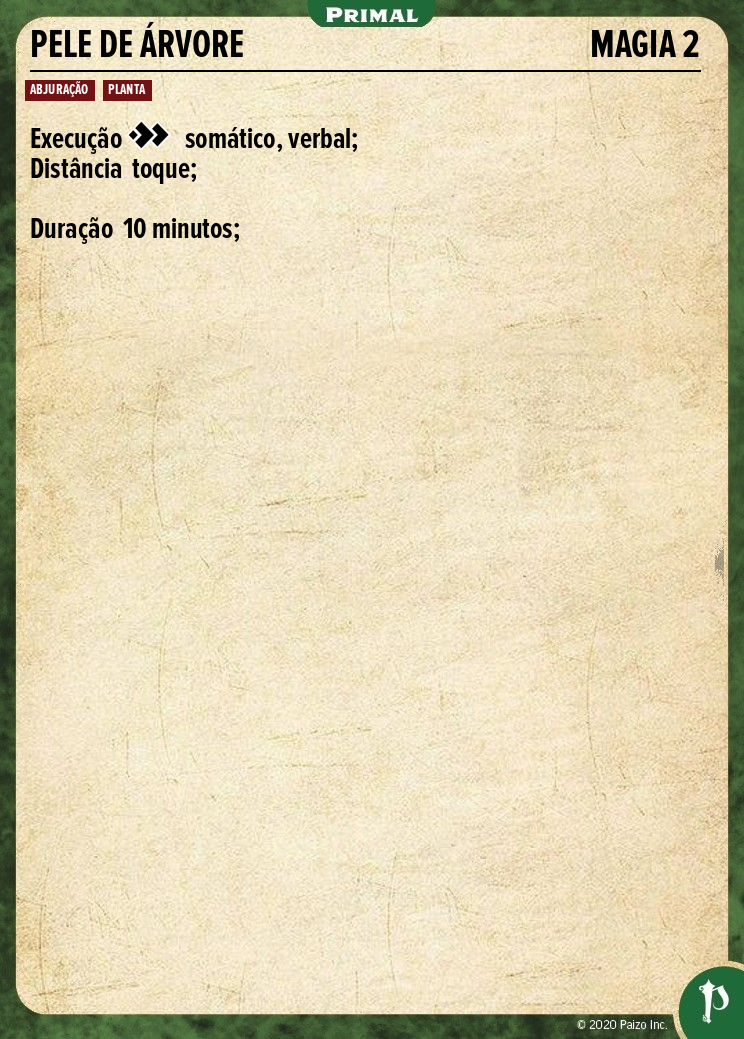 PRIMAL
PELE DE ÁRVORE MAGIA 2
ABJURAÇÃO PLANTA
Execução somático, verbal;
Distância toque;
Duração 10 minutos;
© 2020 Paizo Inc.